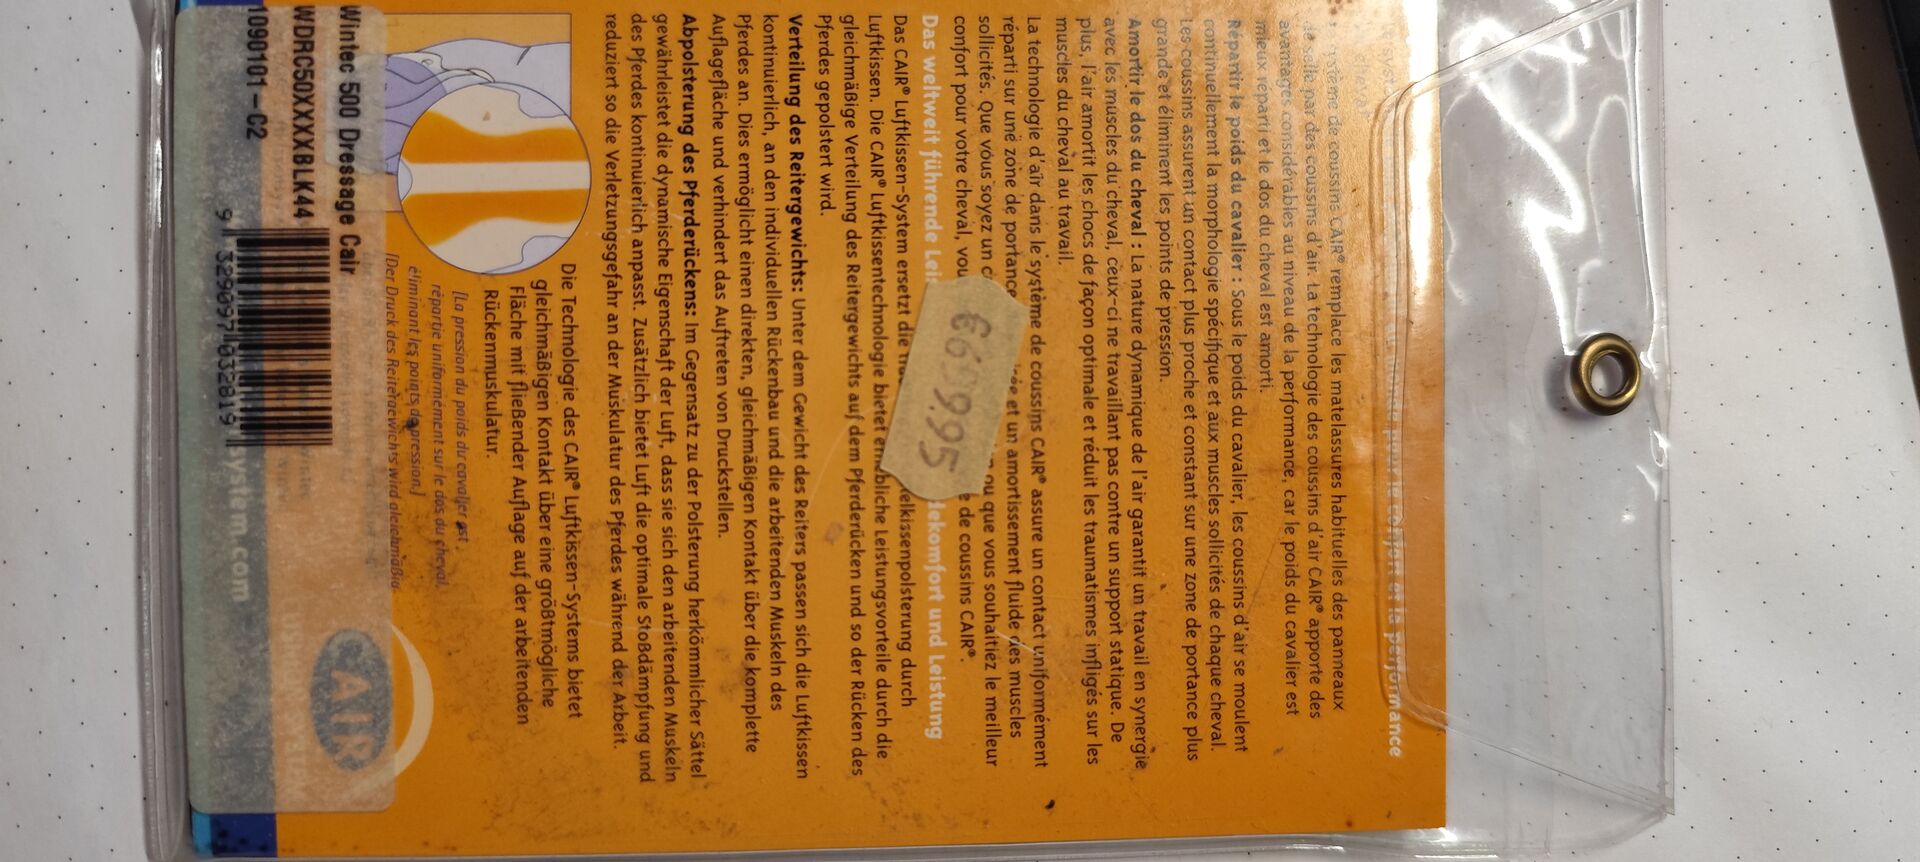 le confort et la performance
système de coussins CAIR® remplace les matelassures habituelles des panneaux
de selle par des coussins d'air. La technologie des coussins d'air CAIR® apporte des
avantages considérables au niveau de la performance, car le poids du cavalier est
mieux réparti et le dos du cheval est amorti.
Répartir le poids du cavalier : Sous le poids du cavalier, les coussins d'air se moulent
continuellement la morphologie spécifique et aux muscles sollicités de chaque cheval.
Les coussins assurent un contact plus proche et constant sur une zone de portance plus
grande et éliminent les points de pression.
Amortir le dos du cheval : La nature dynamique de l'air garantit un travail en synergie
avec les muscles du cheval, ceux-ci ne travaillant pas contre un support statique. De
plus, l'air amortit les chocs de façon optimale et réduit les traumatismes infligés sur les
muscles du cheval au travail.
La technologie d'air dans le système de coussins CAIR® assure un contact uniformément
réparti sur une zone de portance et un amortissement fluide des muscles
sollicités. Que vous soyez un ou que vous souhaitiez le meilleur
confort pour votre cheval, de coussins CAIR®.
€699.95
Das weltweit führende und Leistung
Das CAIR® Luftkissen-System ersetzt die durch
Luftkissen. Die CAIR® Luftkissentechnologie bietet erhebliche Leistungsvorteile durch die
gleichmäßige Verteilung des Reitergewichts auf dem Pferderücken und so der Rücken des
Pferdes gepolstert wird.
Verteilung des Reitergewichts: Unter dem Gewicht des Reiters passen sich die Luftkissen
kontinuierlich, an den individuellen Rückenbau und die arbeitenden Muskeln des
Pferdes an. Dies ermöglicht einen direkten, gleichmäßigen Kontakt über die komplette
Auflagefläche und verhindert das Auftreten von Druckstellen.
Abpolsterung des Pferderückens: Im Gegensatz zu der Polsterung herkömmlicher Sättel
gewährleistet die dynamische Eigenschaft der Luft, dass sie sich den arbeitenden Muskeln
des Pferdes kontinuierlich anpasst. Zusätzlich bietet Luft die optimale Stoßdämpfung und
reduziert so die Verletzungsgefahr an der Muskulatur des Pferdes während der Arbeit.
Die Technologie des CAIR® Luftkissen-Systems bietet
gleichmäßigen Kontakt über eine größtmögliche
Fläche mit fließender Auflage auf der arbeitenden
Rückenmuskulatur.
[La pression du poids du cavalier est
répartie uniformément sur le dos du cheval,
éliminant les points de pression.]
[Der Druck des Reitergewichts wird gleichmäßig
Wintec 500 Dressage Cair
WDRC50XXXXBLK44
1090101-C2
9 329097 032819
system.com
CAIR